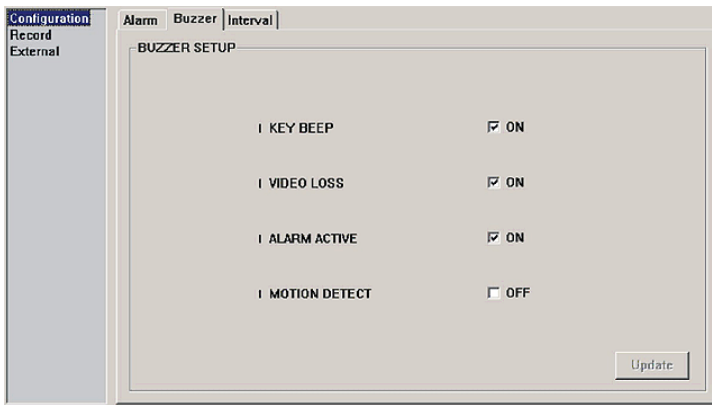 Configuration
Record
External
Alarm Buzzer Interval
BUZZER SETUP
KEY BEEP ON
VIDEO LOSS ON
ALARM ACTIVE ON
MOTION DETECT OFF
Update